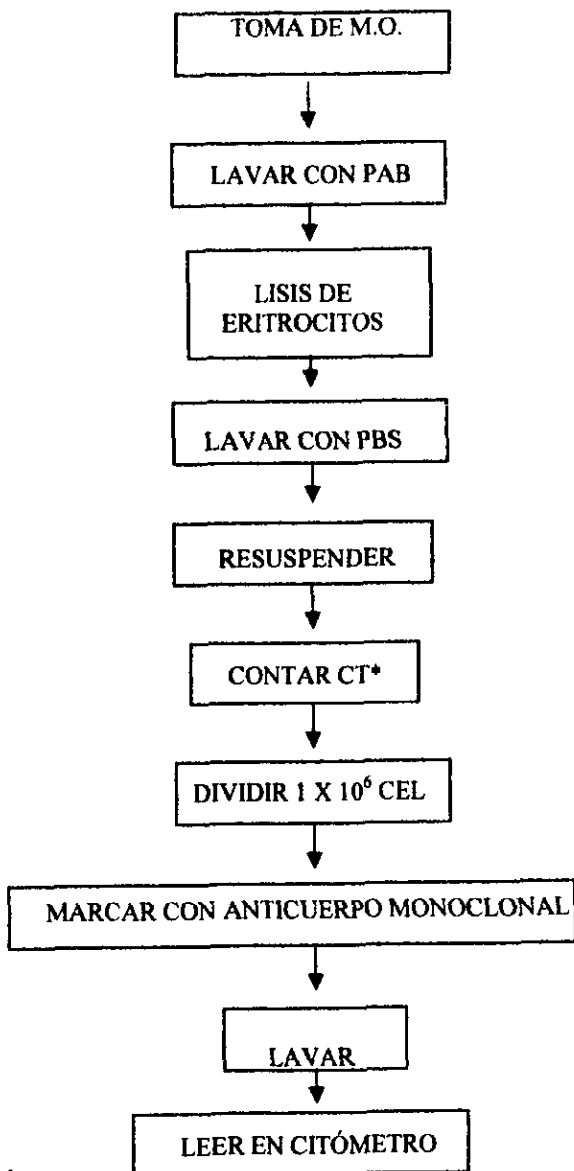 TOMA DE M.O.
LAVAR CON PAB
LISIS DE
ERITROCITOS
LAVAR CON PBS
RESUSPENDER
CONTAR CT*
DIVIDIR 1 X 10⁶ CEL
MARCAR CON ANTICUERPO MONOCLONAL
LAVAR
LEER EN CITÓMETRO